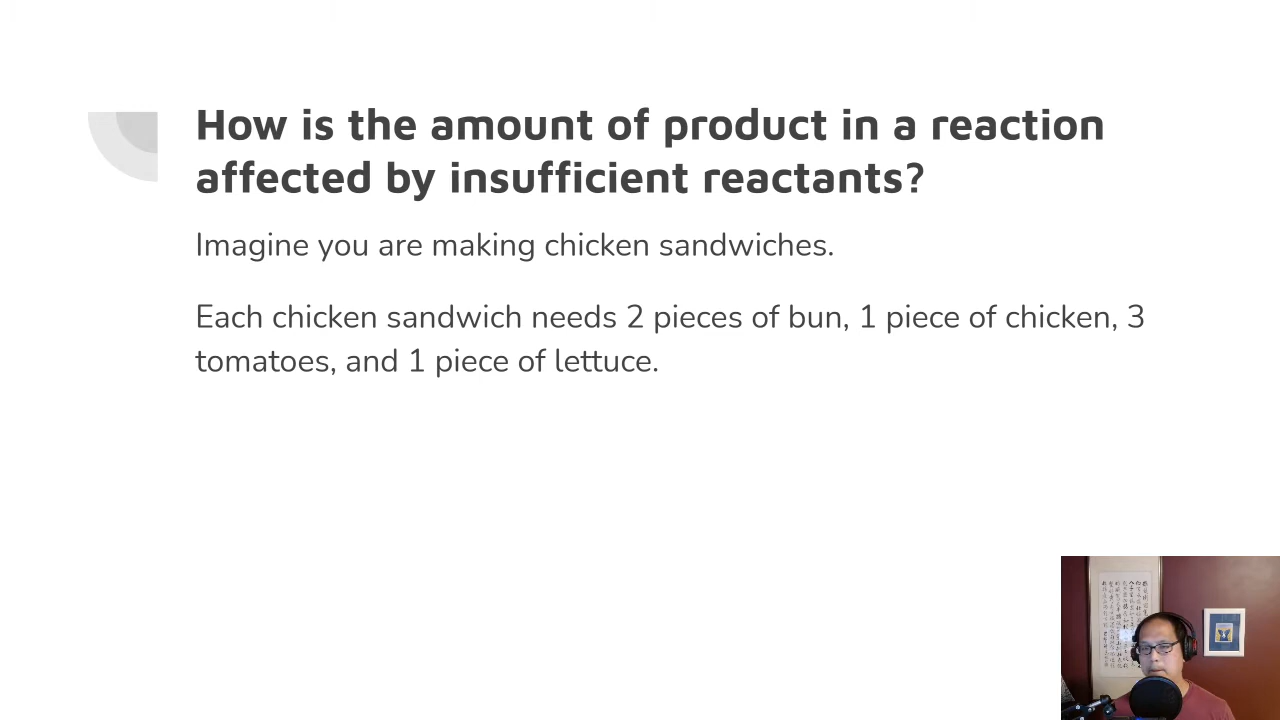 How is the amount of product in a reaction
affected by insufficient reactants?
Imagine you are making chicken sandwiches.
Each chicken sandwich needs 2 pieces of bun, 1 piece of chicken, 3
tomatoes, and 1 piece of lettuce.